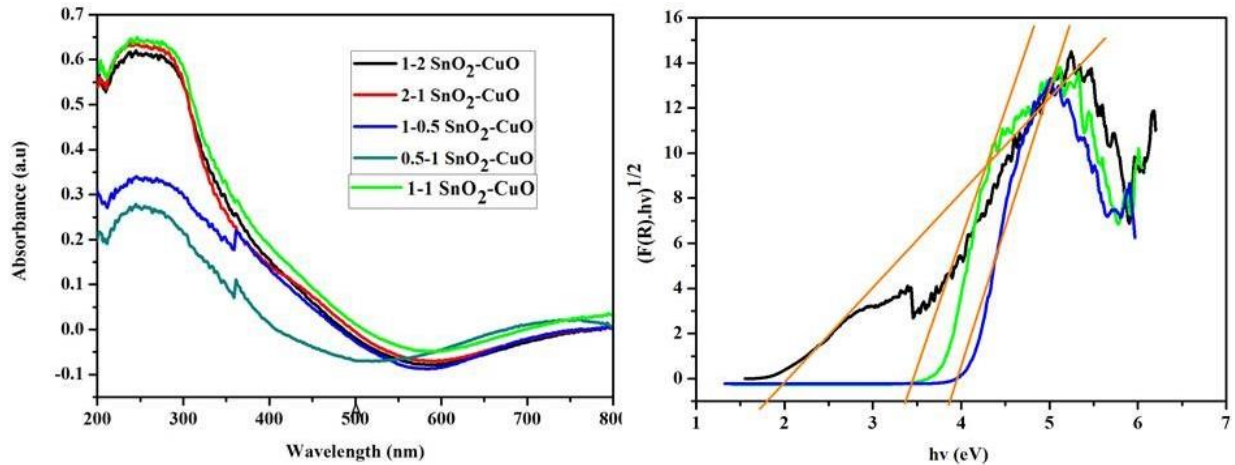 0.7
0.6
0.5
0.4
0.3
0.2
0.1
0.0
-0.1
200 300 400 500 600 700 800
Absorbance (a.u)
Wavelength (nm)
1-2 SnO2-CuO
2-1 SnO2-CuO
1-0.5 SnO2-CuO
0.5-1 SnO2-CuO
1-1 SnO2-CuO
16
14
12
10
8
6
4
2
0
1 2 3 4 5 6 7
(F(R).hv)1/2
hv (eV)